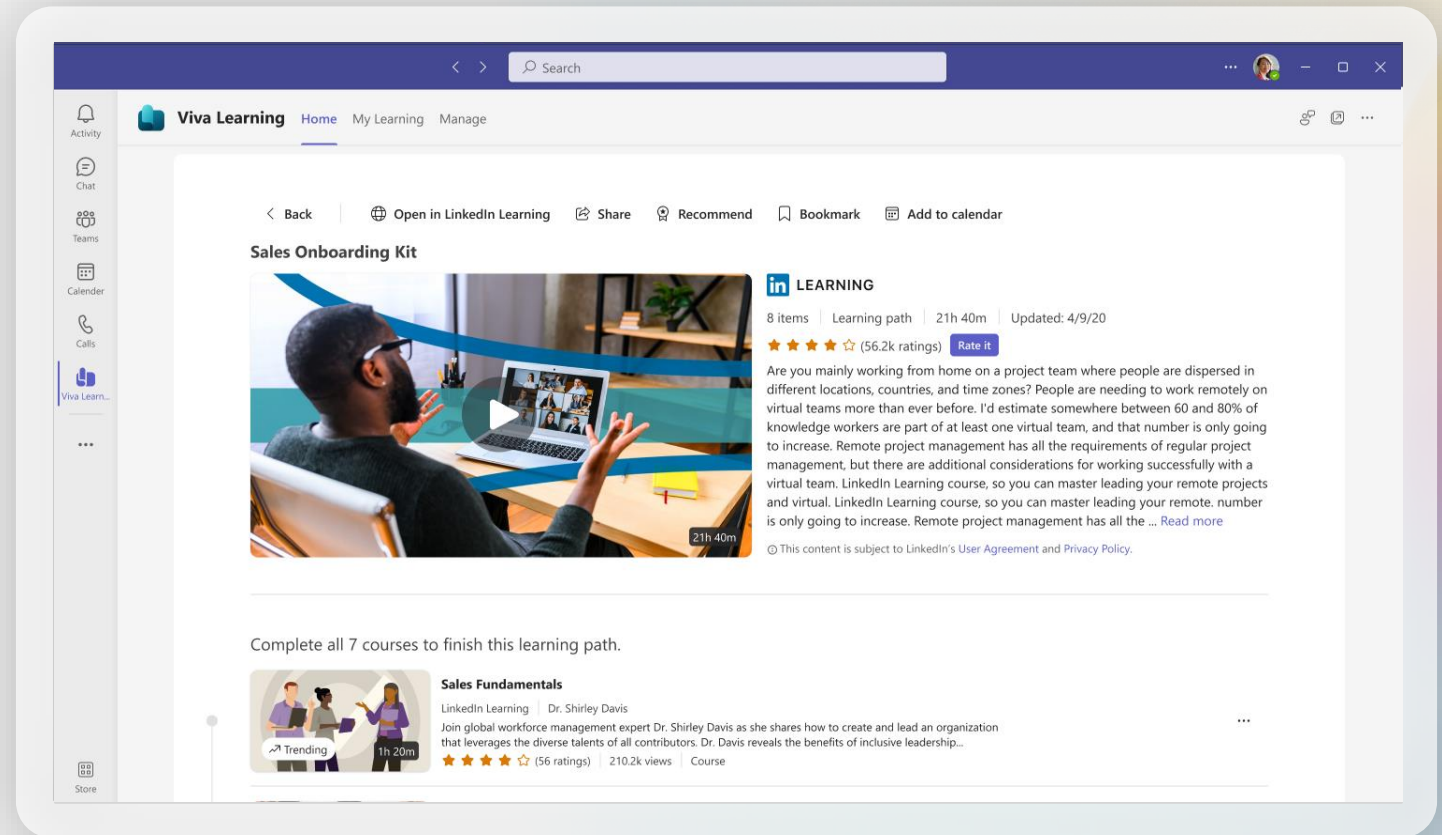 Search
...
Activity
Viva Learning Home My Learning Manage
...
Chat
Teams
Calender
Calls
Viva Learn...
...
Store
Back Open in LinkedIn Learning Share Recommend Bookmark Add to calendar
Sales Onboarding Kit
21h 40m
in LEARNING
8 items Learning path 21h 40m Updated: 4/9/20
(56.2k ratings) Rate it
Are you mainly working from home on a project team where people are dispersed in
different locations, countries, and time zones? People are needing to work remotely on
virtual teams more than ever before. I'd estimate somewhere between 60 and 80% of
knowledge workers are part of at least one virtual team, and that number is only going
to increase. Remote project management has all the requirements of regular project
management, but there are additional considerations for working successfully with a
virtual team. LinkedIn Learning course, so you can master leading your remote projects
and virtual. LinkedIn Learning course, so you can master leading your remote. number
is only going to increase. Remote project management has all the ... Read more
This content is subject to LinkedIn's User Agreement and Privacy Policy.
Complete all 7 courses to finish this learning path.
Trending
1h 20m
Sales Fundamentals
LinkedIn Learning Dr. Shirley Davis
Join global workforce management expert Dr. Shirley Davis as she shares how to create and lead an organization
that leverages the diverse talents of all contributors. Dr. Davis reveals the benefits of inclusive leadership...
(56 ratings) 210.2k views Course
...